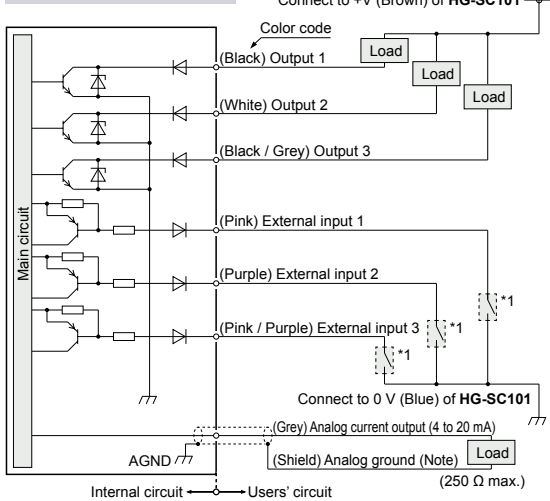 Connect to +V (Brown) of HG-SC101
Color code
(Black) Output 1
Load
(White) Output 2
Load
Load
(Black / Grey) Output 3
Main circuit
(Pink) External input 1
(Purple) External input 2
*1
*1
(Pink / Purple) External input 3
*1
Connect to 0 V (Blue) of HG-SC101
(Grey) Analog current output (4 to 20 mA)
AGND
(Shield) Analog ground (Note)
Load
(250 Ω max.)
Internal circuit
Users' circuit